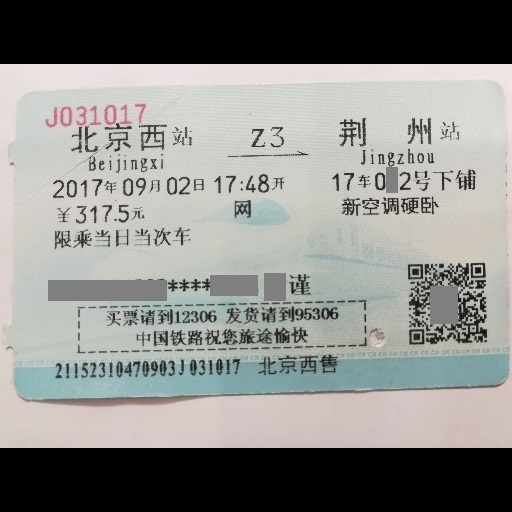 J031017
北京西站 Z3 荆州站
Beijingxi Jingzhou
2017年09月02日 17:48开 17车0 2号下铺
¥317.5元 网 新空调硬卧
限乘当日当次车
**** 谨
买票请到12306 发货请到95306
中国铁路祝您旅途愉快
21152310470903J031017 北京西售